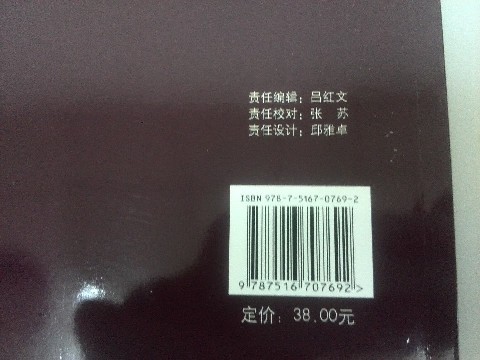 责任编辑：吕红文
责任校对：张　苏
责任设计：邱雅卓
ISBN 978-7-5167-0769-2
9 787516 707692 >
定价：38.00元